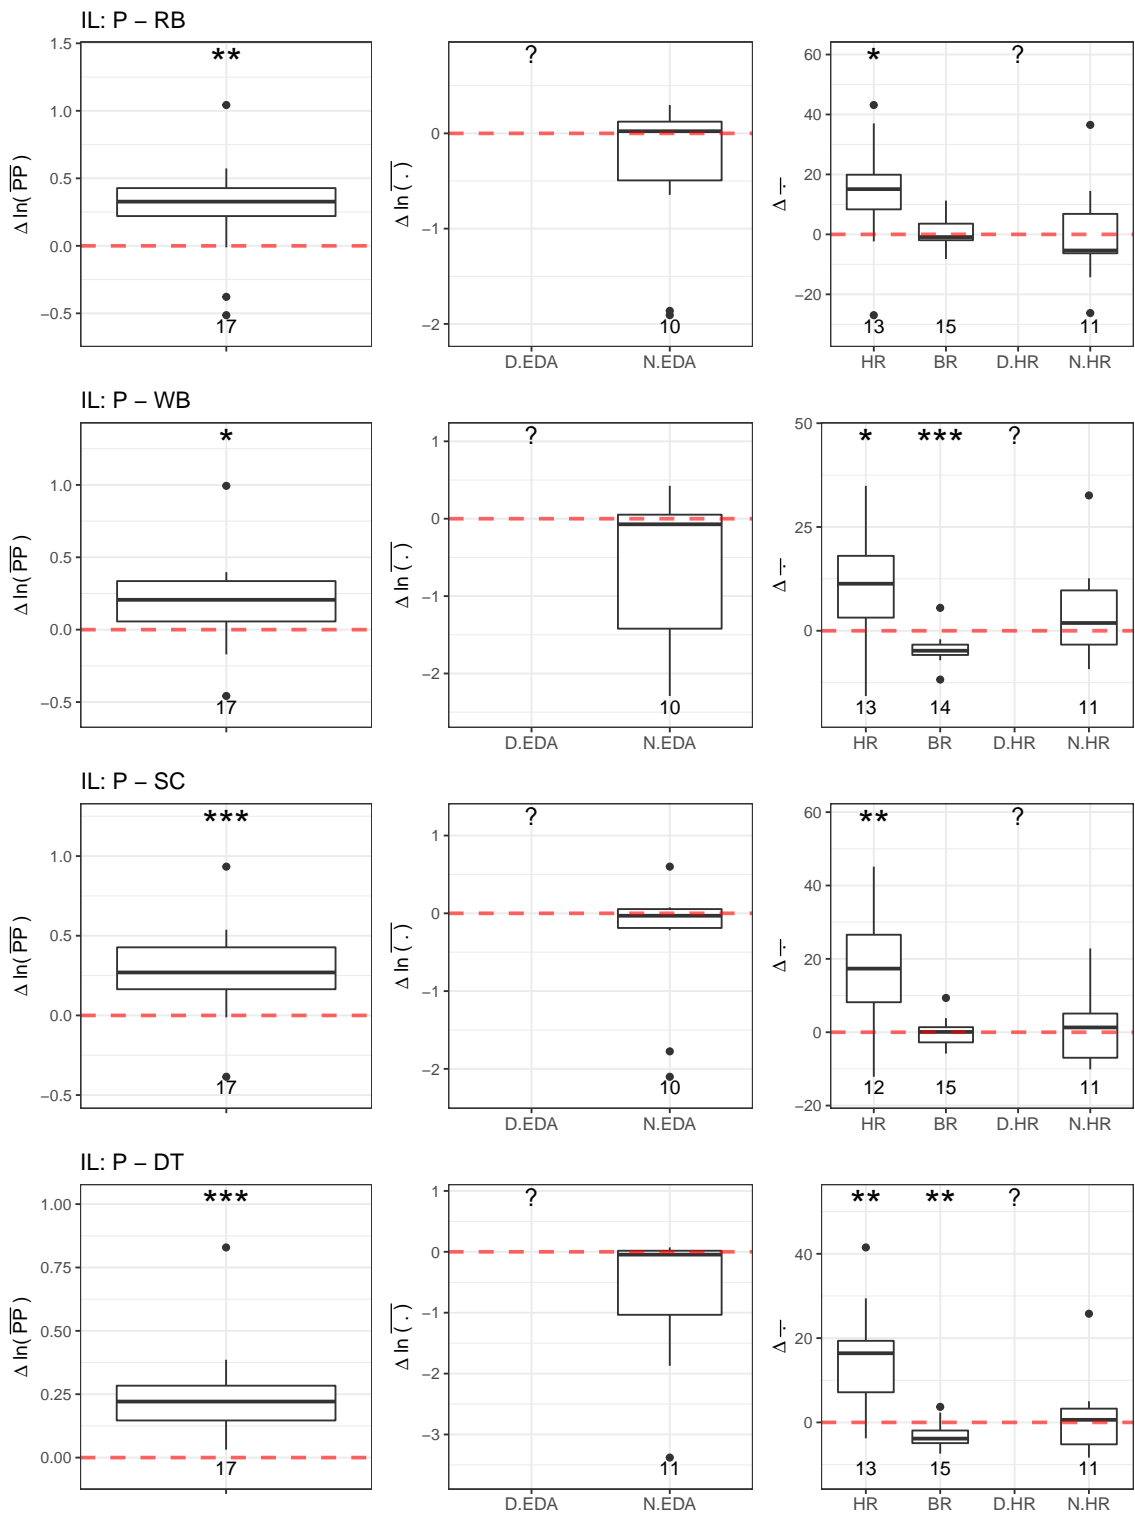 IL: P – RB
** ? * ?
1.5 1.0 0.5 0.0 −0.5
Δ ln( PP )
17
0 −1 −2
Δ ln ( . )
10
60 40 20 0 −20
Δ .
13 15 11
D.EDA N.EDA HR BR D.HR N.HR
IL: P – WB
* ? * *** ?
1.0 0.5 0.0 −0.5
Δ ln( PP )
17
1 0 −1 −2
Δ ln ( . )
10
50 25 0
Δ .
13 14 11
D.EDA N.EDA HR BR D.HR N.HR
IL: P – SC
*** ? ** ?
1.0 0.5 0.0 −0.5
Δ ln( PP )
17
1 0 −1 −2
Δ ln ( . )
10
60 40 20 0 −20
Δ .
12 15 11
D.EDA N.EDA HR BR D.HR N.HR
IL: P – DT
*** ? ** ** ?
1.00 0.75 0.50 0.25 0.00
Δ ln( PP )
17
1 0 −1 −2 −3
Δ ln ( . )
11
40 20 0
Δ .
13 15 11
D.EDA N.EDA HR BR D.HR N.HR